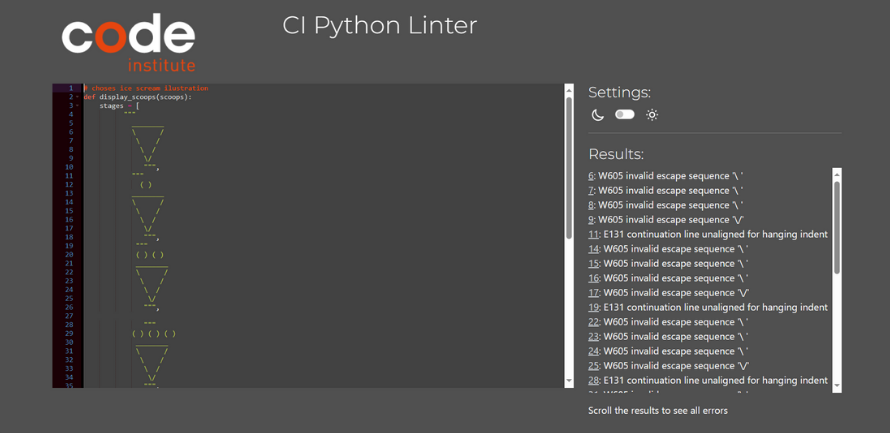 code
institute
CI Python Linter
1 # choses ice scream ilustration
2 def display_scoops(scoops):
3 stages = [
4 """
5 ________
6 \      /
7 \    /
8 \  /
9 \/
10 """,
11 """
12 ( )
13 ________
14 \      /
15 \    /
16 \  /
17 \/
18 """,
19 """
20 ( ) ( )
21 ________
22 \      /
23 \    /
24 \  /
25 \/
26 """,
27
28 """
29 ( ) ( ) ( )
30 ________
31 \      /
32 \    /
33 \  /
34 \/
35 """,
Settings:
Results:
6: W605 invalid escape sequence '\ '
7: W605 invalid escape sequence '\ '
8: W605 invalid escape sequence '\ '
9: W605 invalid escape sequence '\/'
11: E131 continuation line unaligned for hanging indent
14: W605 invalid escape sequence '\ '
15: W605 invalid escape sequence '\ '
16: W605 invalid escape sequence '\ '
17: W605 invalid escape sequence '\/'
19: E131 continuation line unaligned for hanging indent
22: W605 invalid escape sequence '\ '
23: W605 invalid escape sequence '\ '
24: W605 invalid escape sequence '\ '
25: W605 invalid escape sequence '\/'
28: E131 continuation line unaligned for hanging indent
Scroll the results to see all errors